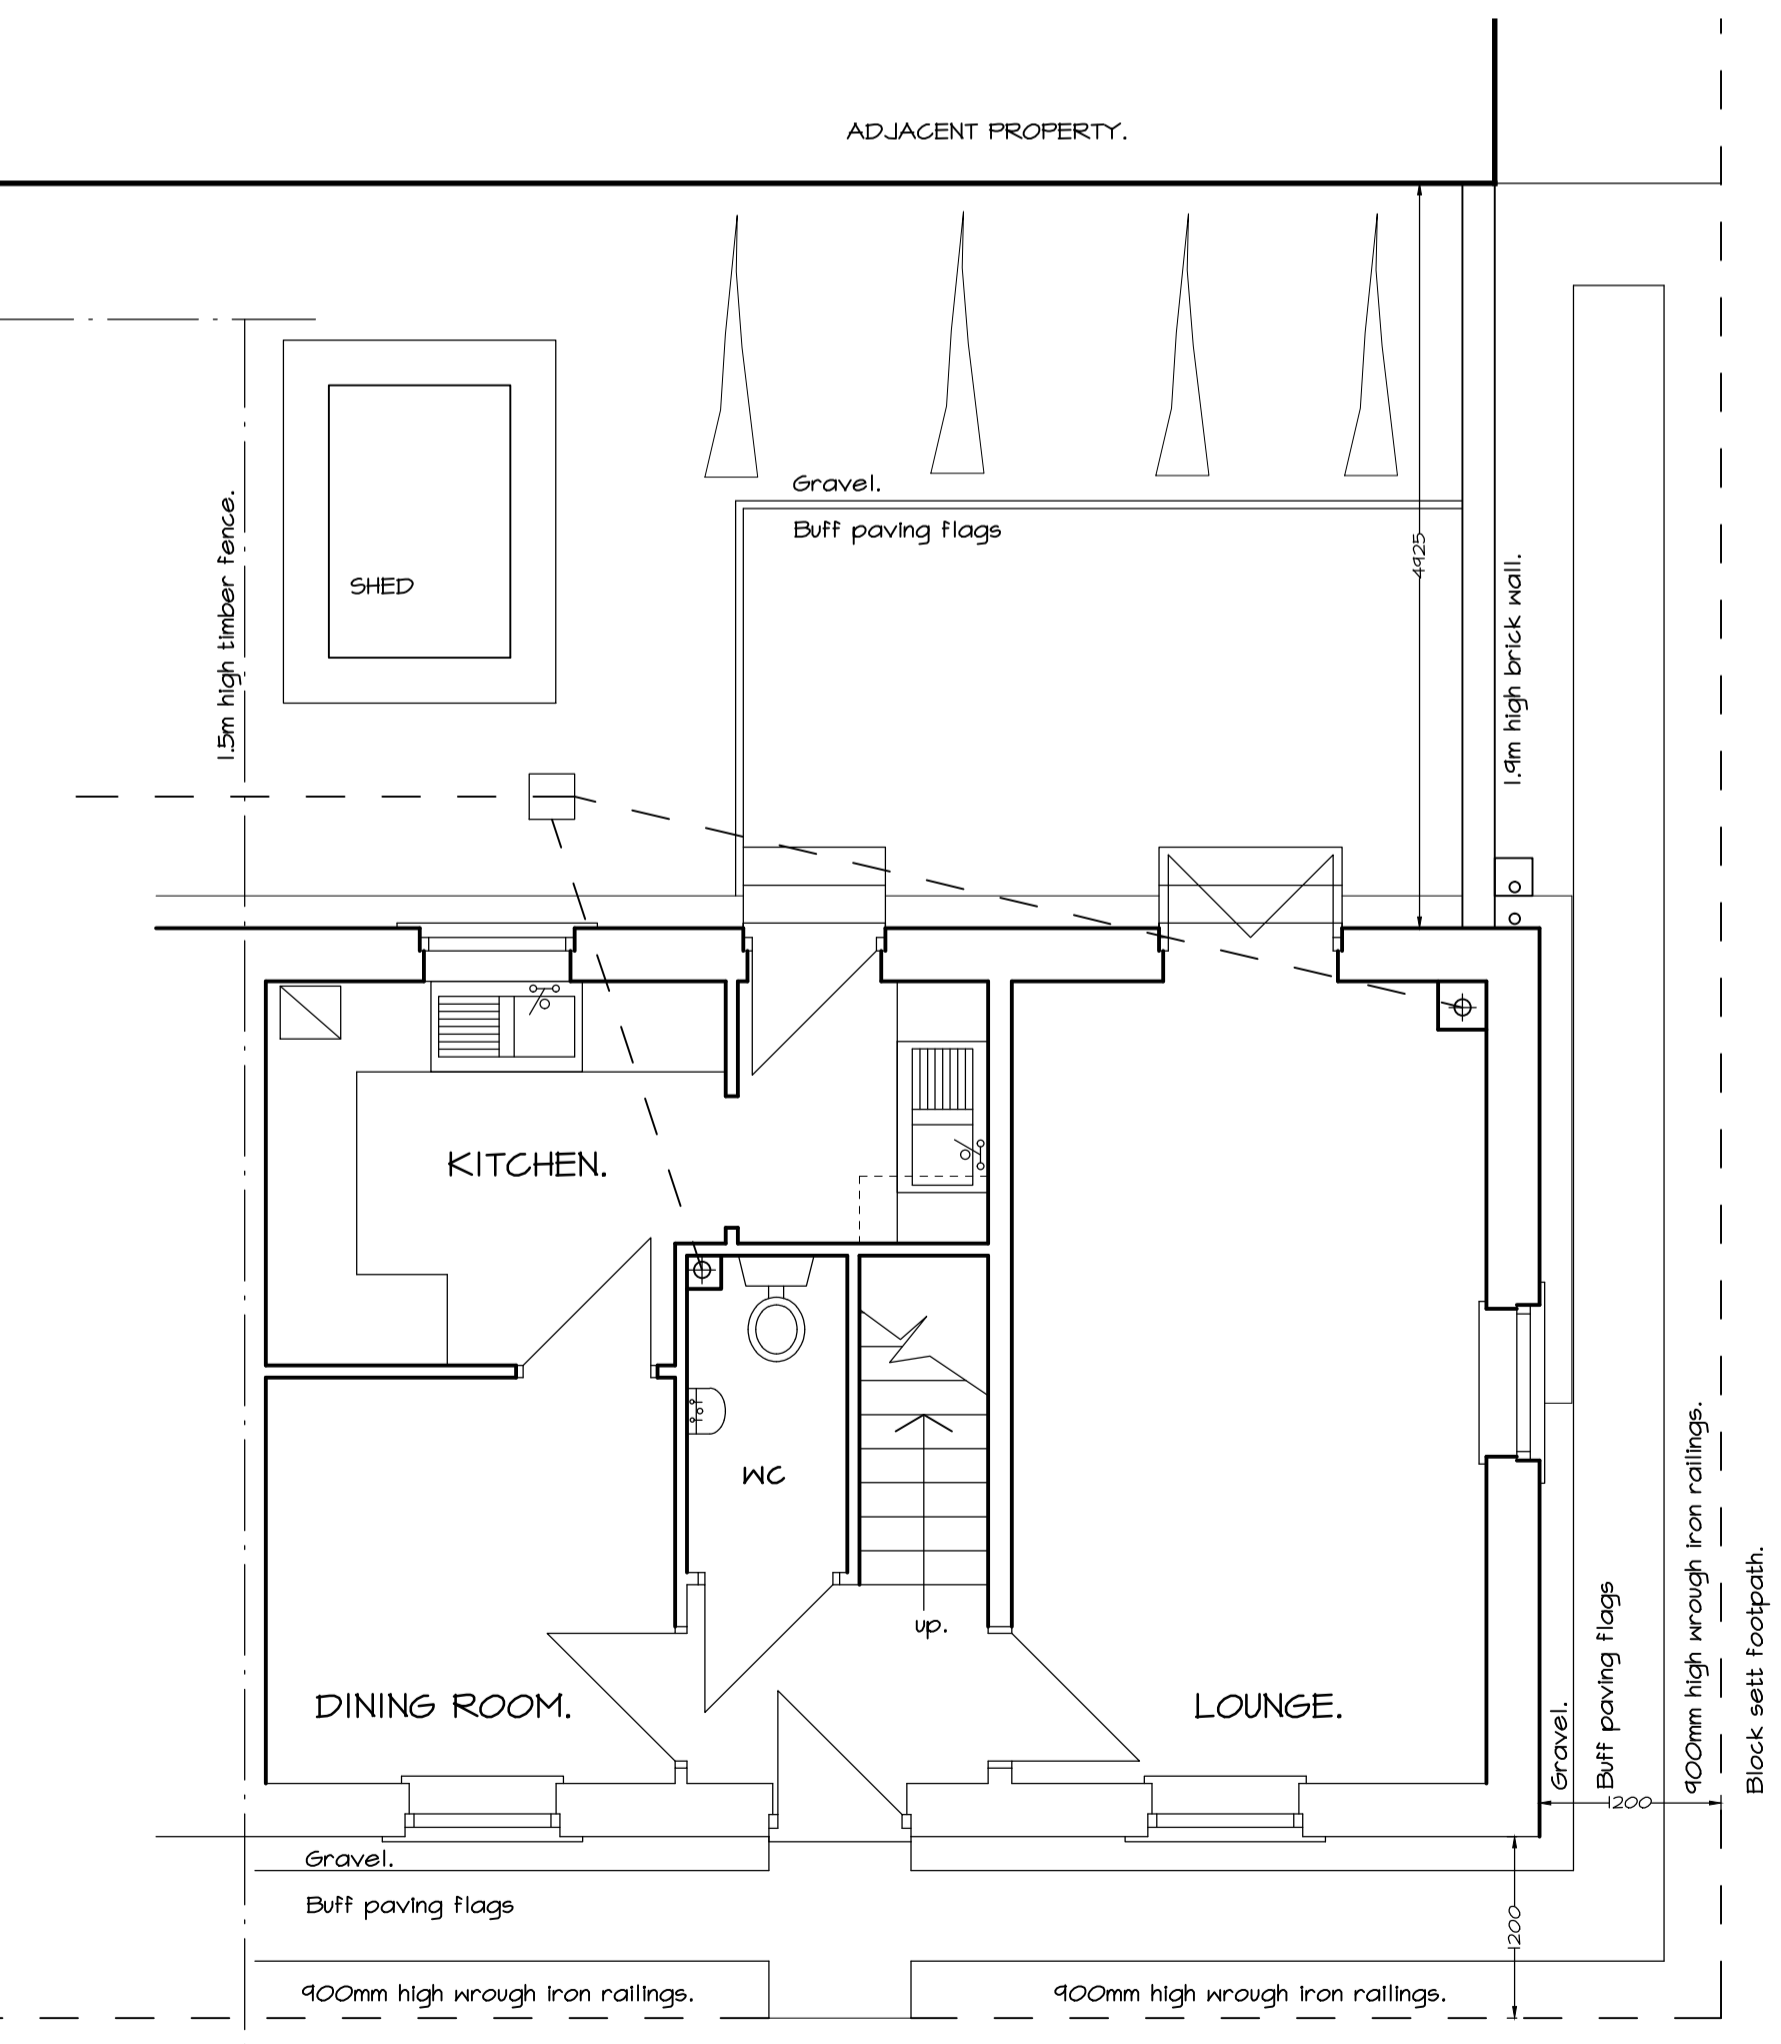 ADJACENT PROPERTY.
Gravel.
Buff paving flags
4925
1.5m high timber fence.
SHED
1.9m high brick wall.
KITCHEN.
WC
up.
DINING ROOM.
LOUNGE.
Gravel.
Buff paving flags
900mm high wrough iron railings.
Block sett footpath.
1200
Gravel.
Buff paving flags
1200
900mm high wrough iron railings.
900mm high wrough iron railings.